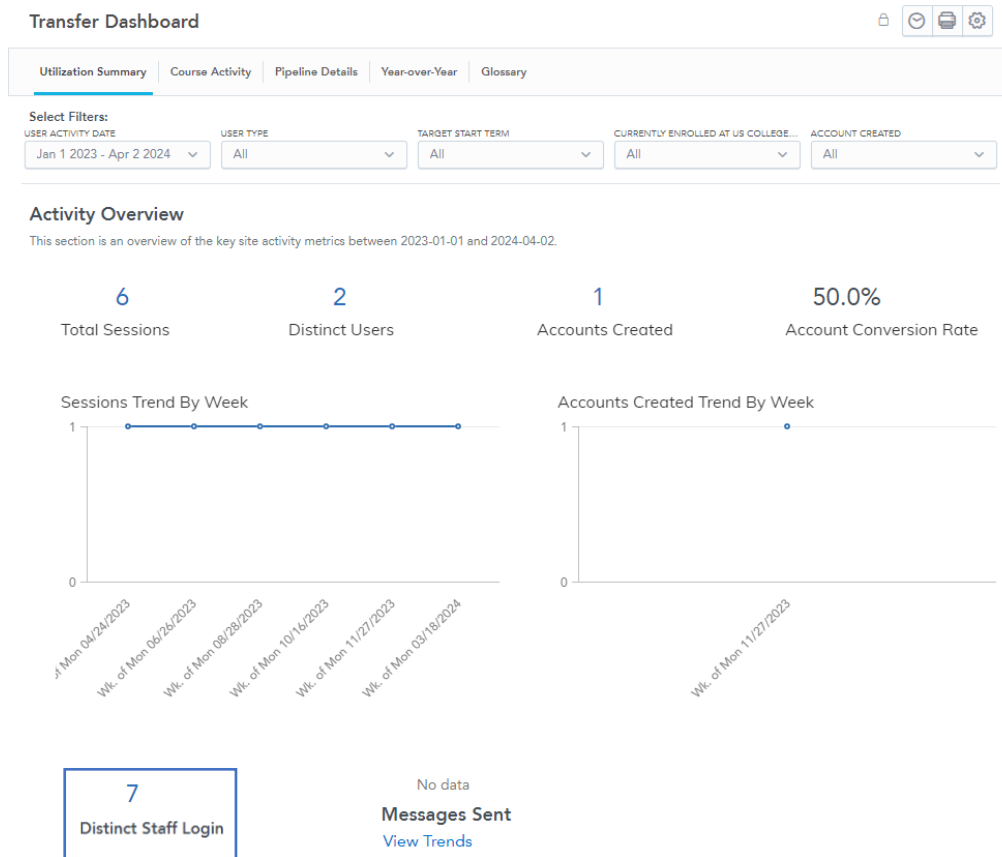 Transfer Dashboard
Utilization Summary Course Activity Pipeline Details Year-over-Year Glossary
Select Filters:
USER ACTIVITY DATE USER TYPE TARGET START TERM CURRENTLY ENROLLED AT US COLLEGE... ACCOUNT CREATED
Jan 1 2023 - Apr 2 2024 All All All All
Activity Overview
This section is an overview of the key site activity metrics between 2023-01-01 and 2024-04-02.
6 2 1 50.0%
Total Sessions Distinct Users Accounts Created Account Conversion Rate
Sessions Trend By Week Accounts Created Trend By Week
1 1
0 0
of Mon 04/24/2023 Wk. of Mon 06/26/2023 Wk. of Mon 08/28/2023 Wk. of Mon 10/16/2023 Wk. of Mon 11/27/2023 Wk. of Mon 03/18/2024 Wk. of Mon 11/27/2023
7 No data
Distinct Staff Login Messages Sent
View Trends